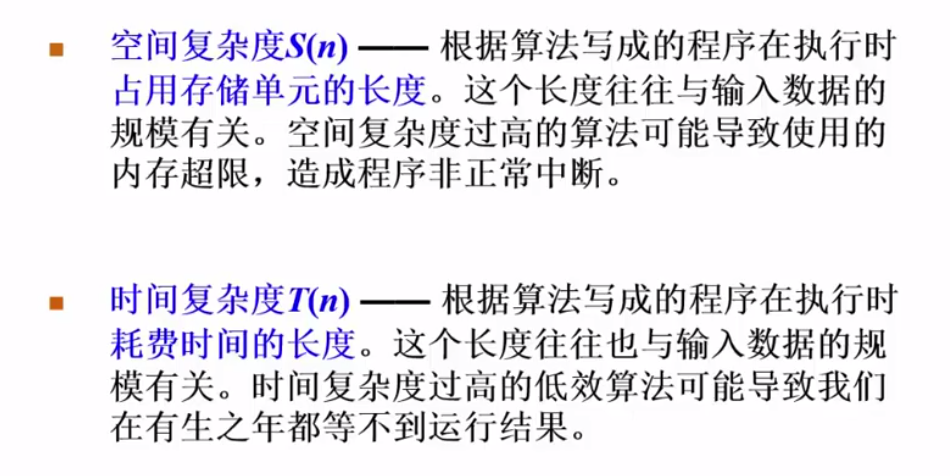 空间复杂度S(n) —— 根据算法写成的程序在执行时
占用存储单元的长度。这个长度往往与输入数据的
规模有关。空间复杂度过高的算法可能导致使用的
内存超限，造成程序非正常中断。
时间复杂度T(n) —— 根据算法写成的程序在执行时
耗费时间的长度。这个长度往往也与输入数据的规
模有关。时间复杂度过高的低效算法可能导致我们
在有生之年都等不到运行结果。